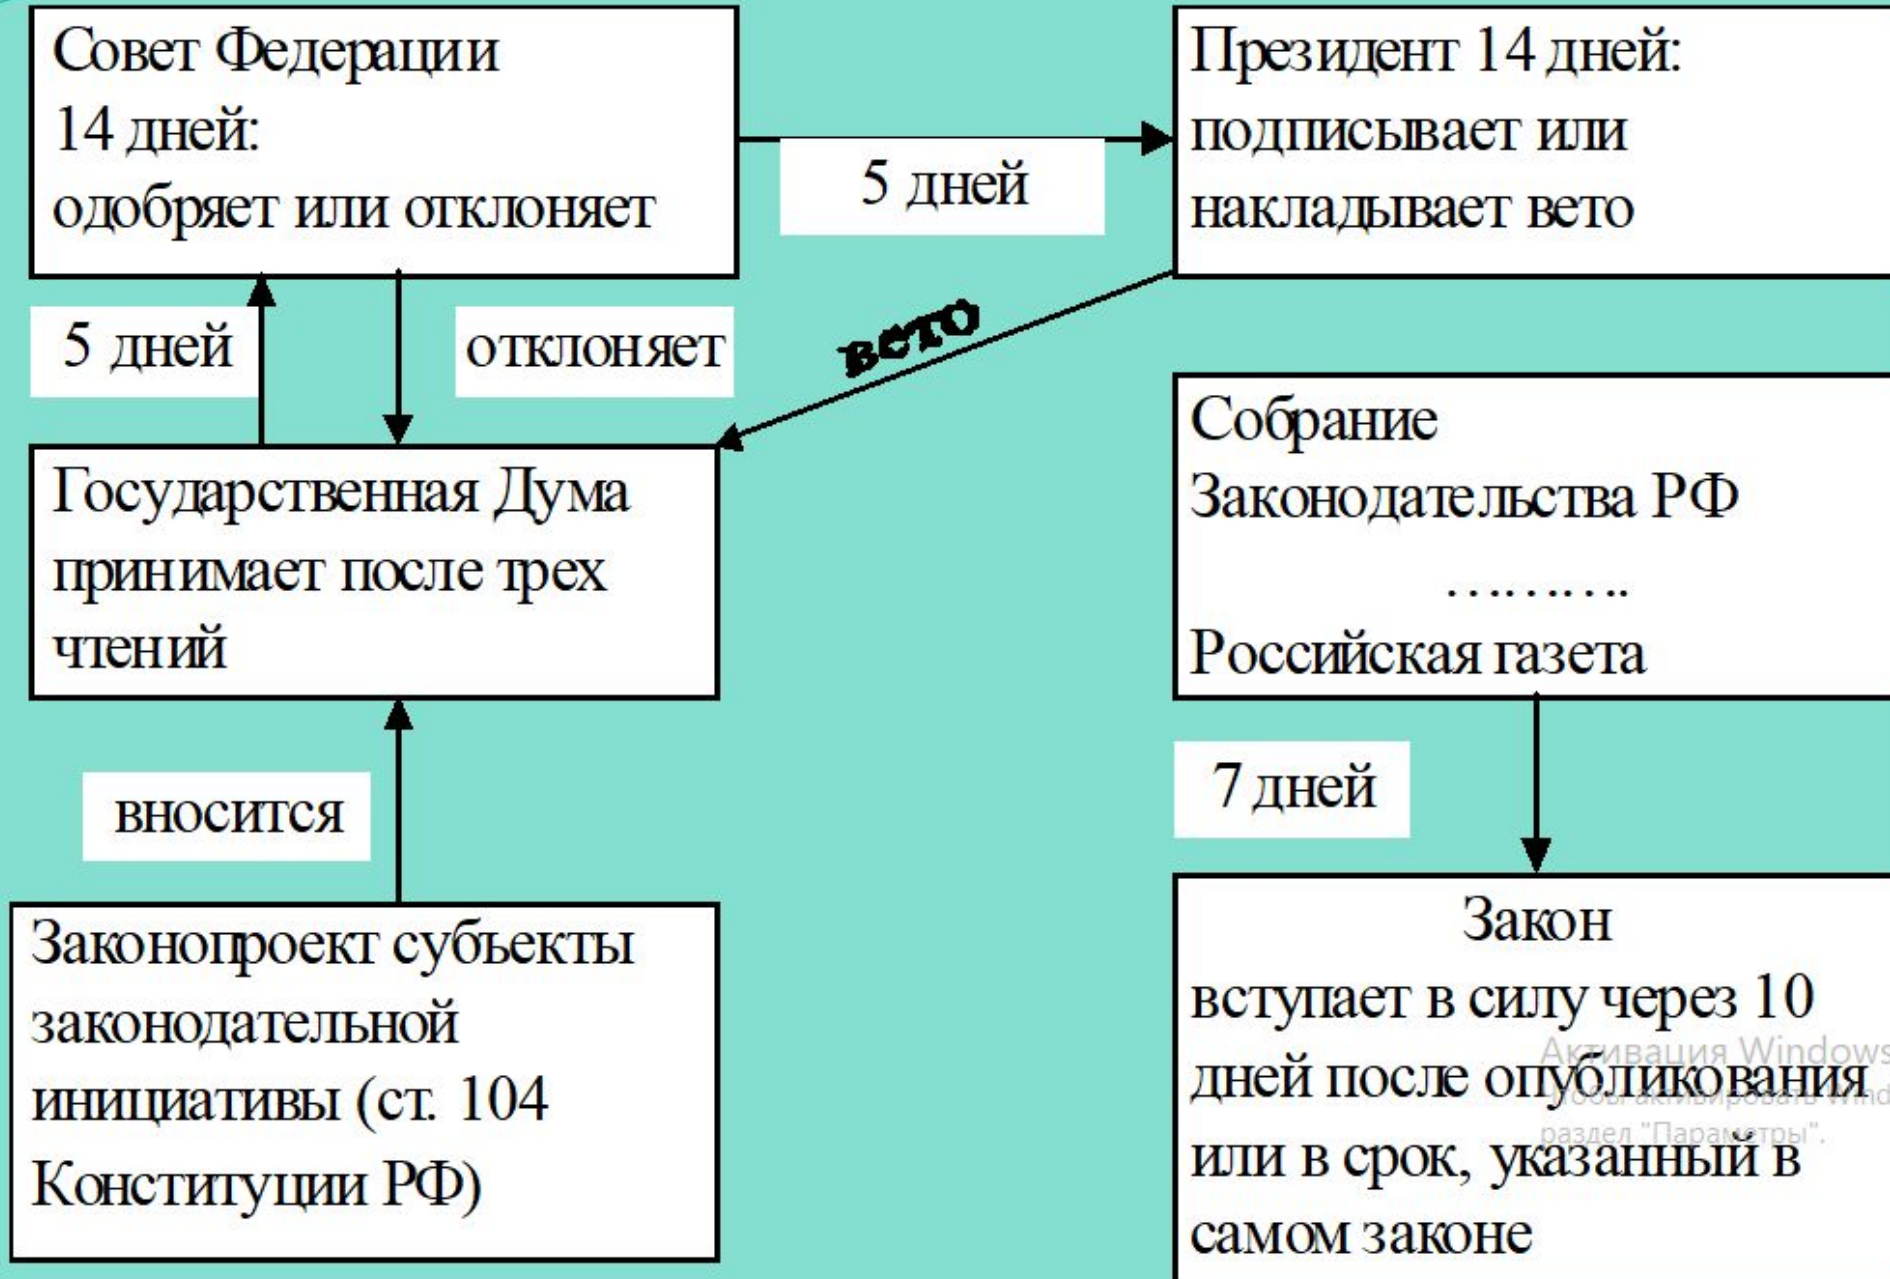 Совет Федерации
14 дней:
одобряет или отклоняет
5 дней
Президент 14 дней:
подписывает или
накладывает вето
5 дней
отклоняет
вето
Государственная Дума
принимает после трех
чтений
Собрание
Законодательства РФ
……….
Российская газета
вносится
7 дней
Законопроект субъекты
законодательной
инициативы (ст. 104
Конституции РФ)
Закон
вступает в силу через 10
дней после опубликования
или в срок, указанный в
самом законе
Активация Windows
Чтобы активировать Wind
раздел "Параметры".